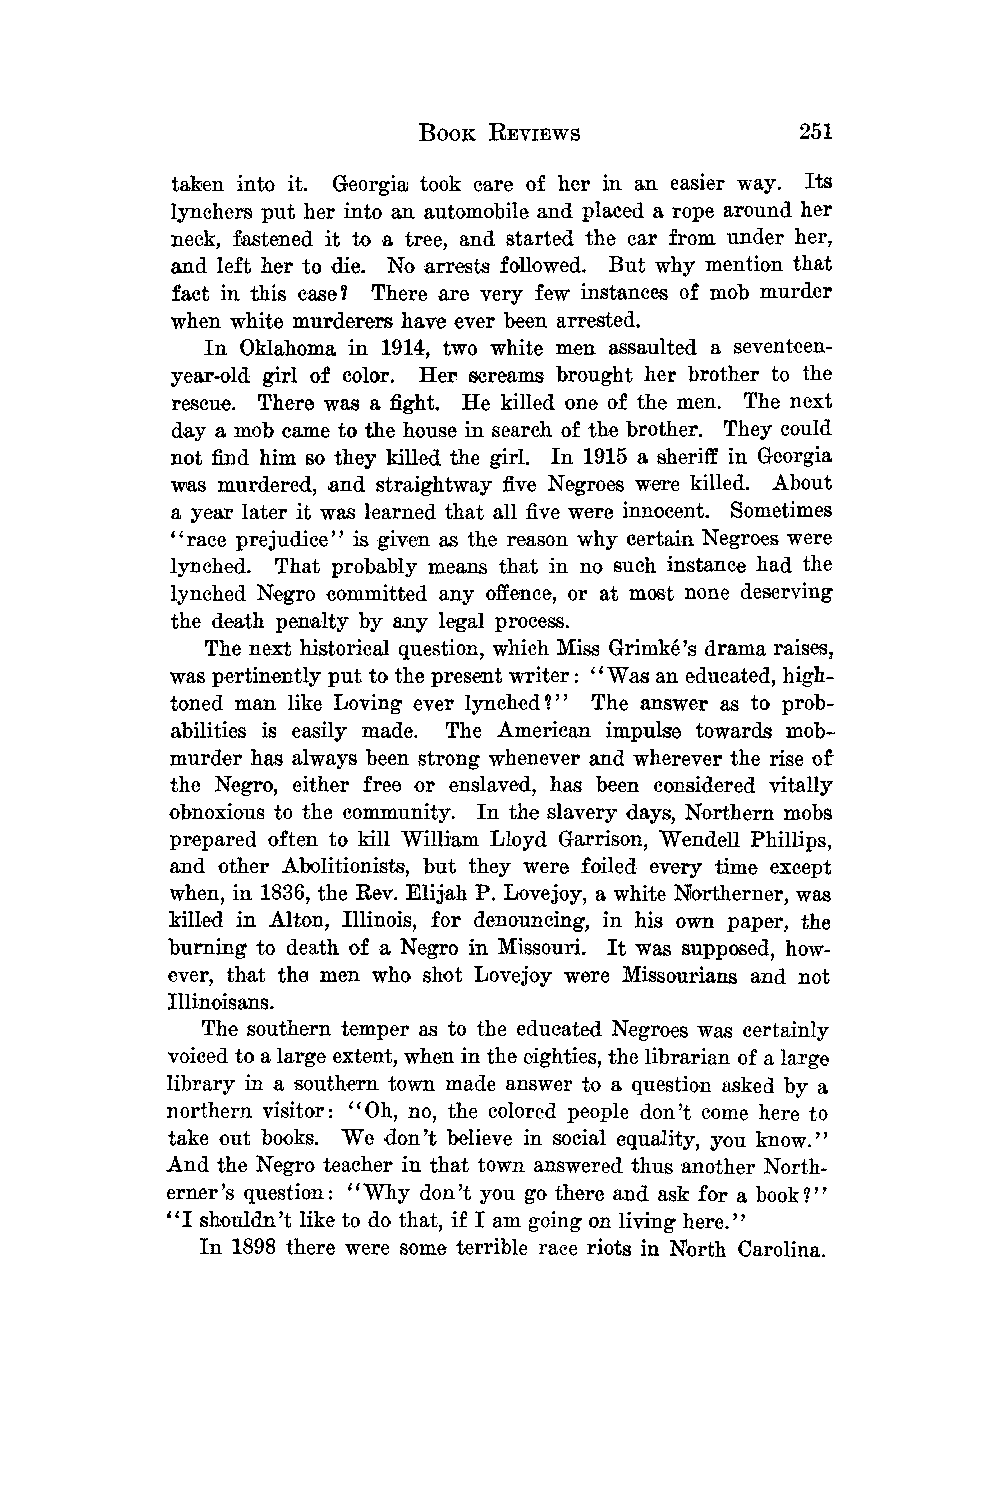 Book Reviews 251
taken into it. Georgia took care of her in an easier way. Its
lynchers put her into an automobile and placed a rope around her
neck, fastened it to a tree, and started the car from under her,
and left her to die. No arrests followed. But why mention that
fact in this case? There are very few instances of mob murder
when white murderers have ever been arrested.
In Oklahoma in 1914, two white men assaulted a seventeen-
year-old girl of color. Her screams brought her brother to the
rescue. There was a fight. He killed one of the men. The next
day a mob came to the house in search of the brother. They could
not find him so they killed the girl. In 1915 a sheriff in Georgia
was murdered, and straightway five Negroes were killed. About
a year later it was learned that all five were innocent. Sometimes
"race prejudice" is given as the reason why certain Negroes were
lynched. That probably means that in no such instance had the
lynched Negro committed any offence, or at most none deserving
the death penalty by any legal process.
The next historical question, which Miss Grimké's drama raises,
was pertinently put to the present writer: "Was an educated, high-
toned man like Loving ever lynched?" The answer as to prob-
abilities is easily made. The American impulse towards mob-
murder has always been strong whenever and wherever the rise of
the Negro, either free or enslaved, has been considered vitally
obnoxious to the community. In the slavery days, Northern mobs
prepared often to kill William Lloyd Garrison, Wendell Phillips,
and other Abolitionists, but they were foiled every time except
when, in 1836, the Rev. Elijah P. Lovejoy, a white Northerner, was
killed in Alton, Illinois, for denouncing, in his own paper, the
burning to death of a Negro in Missouri. It was supposed, how-
ever, that the men who shot Lovejoy were Missourians and not
Illinoisans.
The southern temper as to the educated Negroes was certainly
voiced to a large extent, when in the eighties, the librarian of a large
library in a southern town made answer to a question asked by a
northern visitor: "Oh, no, the colored people don't come here to
take out books. We don't believe in social equality, you know."
And the Negro teacher in that town answered thus another North-
erner's question: "Why don't you go there and ask for a book?"
"I shouldn't like to do that, if I am going on living here."
In 1898 there were some terrible race riots in North Carolina.